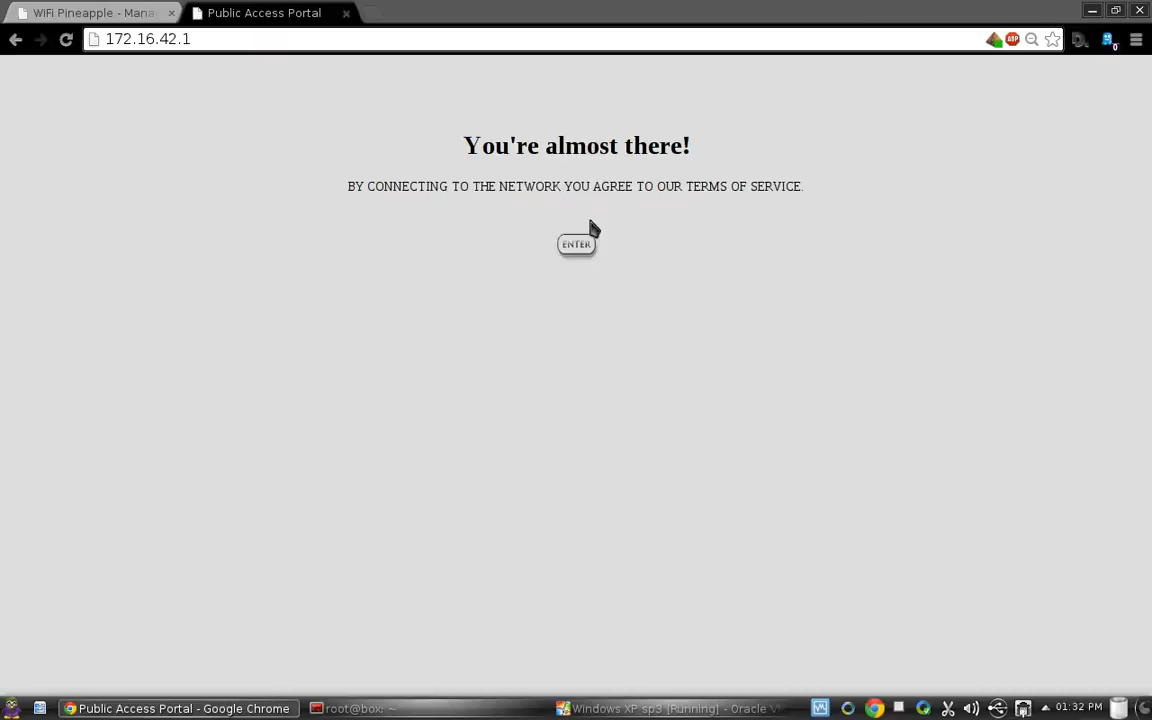 WiFi Pineapple - Mana
Public Access Portal
172.16.42.1
ABP
0
You're almost there!
BY CONNECTING TO THE NETWORK YOU AGREE TO OUR TERMS OF SERVICE.
ENTER
Public Access Portal - Google Chrome
root@box: ~
Windows XP sp3 [Running] - Oracle V
01:32 PM